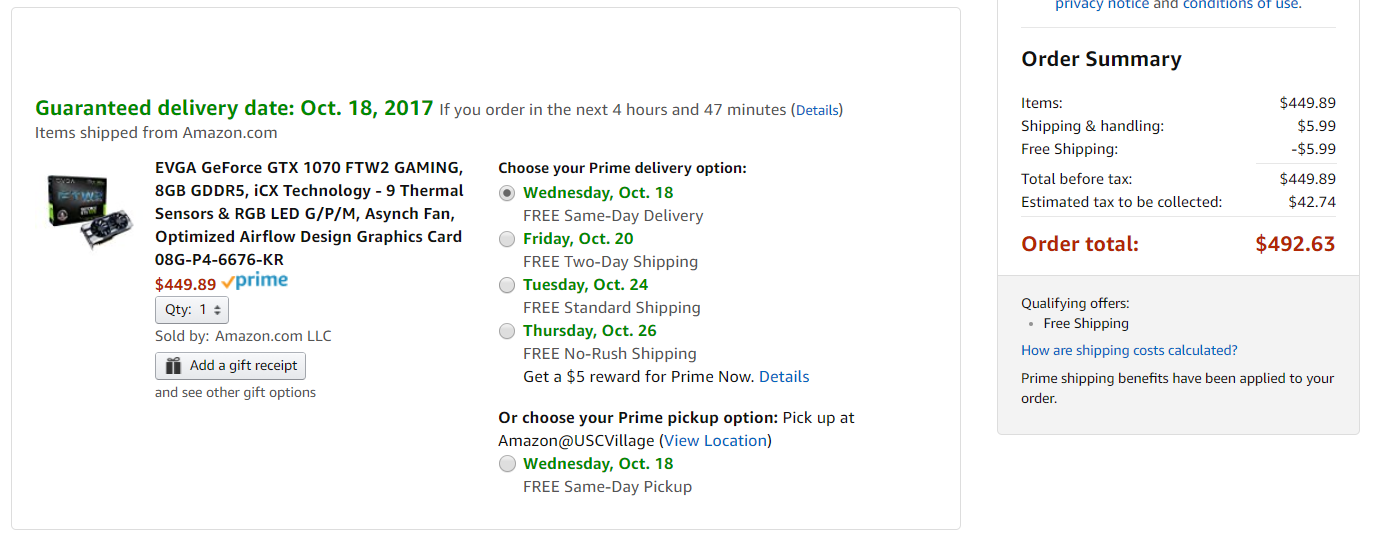 privacy notice and conditions of use.
Guaranteed delivery date: Oct. 18, 2017 If you order in the next 4 hours and 47 minutes (Details)
Items shipped from Amazon.com
EVGA GeForce GTX 1070 FTW2 GAMING,
8GB GDDR5, iCX Technology - 9 Thermal
Sensors & RGB LED G/P/M, Asynch Fan,
Optimized Airflow Design Graphics Card
08G-P4-6676-KR
$449.89 prime
Qty: 1
Sold by: Amazon.com LLC
Add a gift receipt
and see other gift options
Choose your Prime delivery option:
Wednesday, Oct. 18
FREE Same-Day Delivery
Friday, Oct. 20
FREE Two-Day Shipping
Tuesday, Oct. 24
FREE Standard Shipping
Thursday, Oct. 26
FREE No-Rush Shipping
Get a $5 reward for Prime Now. Details
Or choose your Prime pickup option: Pick up at
Amazon@USCVillage (View Location)
Wednesday, Oct. 18
FREE Same-Day Pickup
Order Summary
Items: $449.89
Shipping & handling: $5.99
Free Shipping: -$5.99
Total before tax: $449.89
Estimated tax to be collected: $42.74
Order total: $492.63
Qualifying offers:
• Free Shipping
How are shipping costs calculated?
Prime shipping benefits have been applied to your
order.